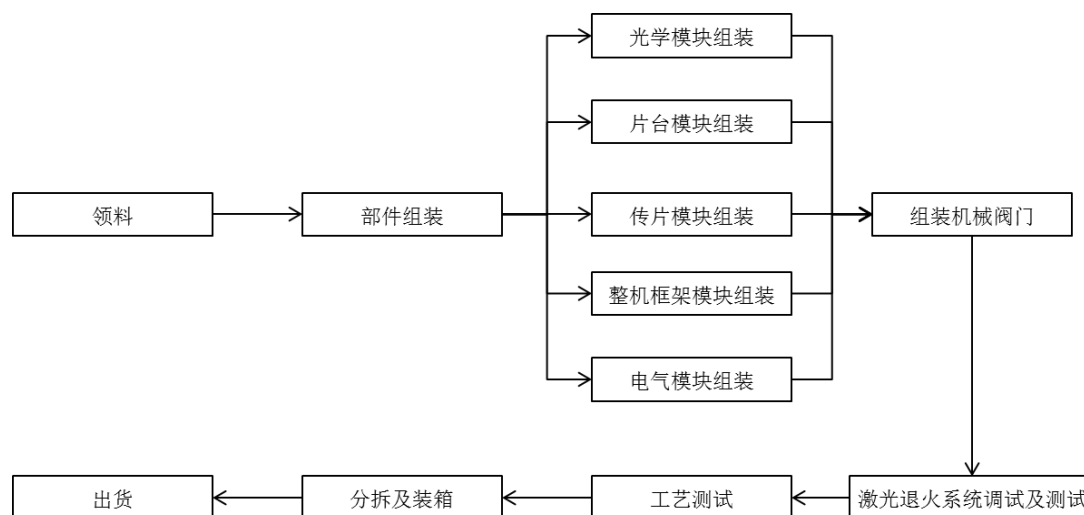 领料
部件组装
光学模块组装
片台模块组装
传片模块组装
整机框架模块组装
电气模块组装
组装机械阀门
激光退火系统调试及测试
工艺测试
分拆及装箱
出货